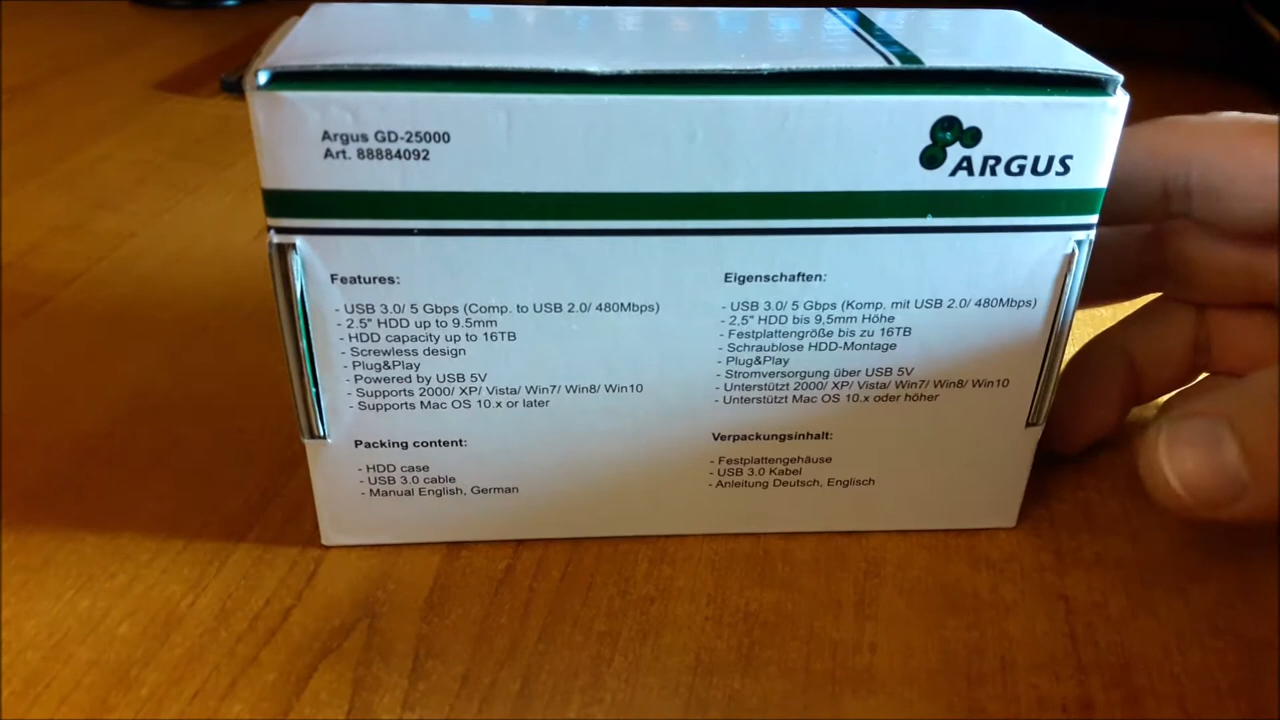 Argus GD-25000
Art. 88884092
ARGUS
Features:
- USB 3.0/ 5 Gbps (Comp. to USB 2.0/ 480Mbps)
- 2.5" HDD up to 9.5mm
- HDD capacity up to 16TB
- Screwless design
- Plug&Play
- Powered by USB 5V
- Supports 2000/ XP/ Vista/ Win7/ Win8/ Win10
- Supports Mac OS 10.x or later
Packing content:
- HDD case
- USB 3.0 cable
- Manual English, German
Eigenschaften:
- USB 3.0/ 5 Gbps (Komp. mit USB 2.0/ 480Mbps)
- 2,5" HDD bis 9,5mm Höhe
- Festplattengröße bis zu 16TB
- Schraublose HDD-Montage
- Plug&Play
- Stromversorgung über USB 5V
- Unterstützt 2000/ XP/ Vista/ Win7/ Win8/ Win10
- Unterstützt Mac OS 10.x oder höher
Verpackungsinhalt:
- Festplattengehäuse
- USB 3.0 Kabel
- Anleitung Deutsch, Englisch